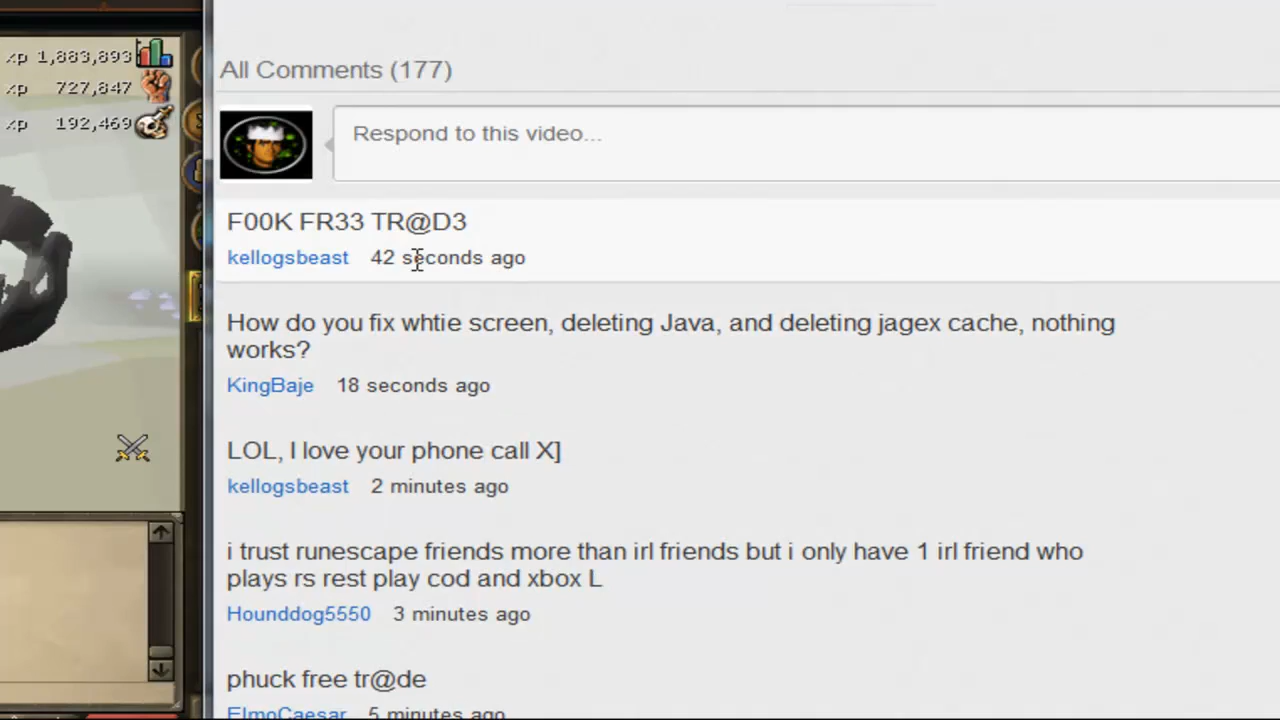 xp 1,883,893
xp 727,847
xp 192,469
All Comments (177)
Respond to this video...
F00K FR33 TR@D3
kellogsbeast 42 seconds ago
How do you fix whtie screen, deleting Java, and deleting jagex cache, nothing
works?
KingBaje 18 seconds ago
LOL, I love your phone call X]
kellogsbeast 2 minutes ago
i trust runescape friends more than irl friends but i only have 1 irl friend who
plays rs rest play cod and xbox L
Hounddog5550 3 minutes ago
phuck free tr@de
ElmoCaesar 5 minutes ago